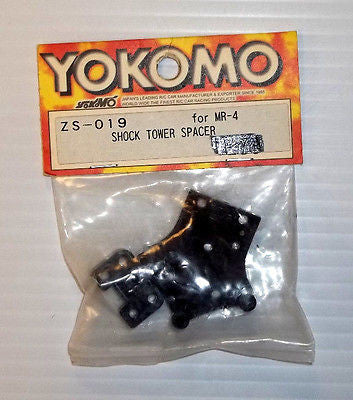 YOKOMO
YOKOMO JAPAN'S LEADING R/C CAR MANUFACTURER & EXPORTER SINCE 1955
WORLD WIDE THE FINEST R/C CAR RACING PRODUCTS
ZS-019 for MR-4
SHOCK TOWER SPACER